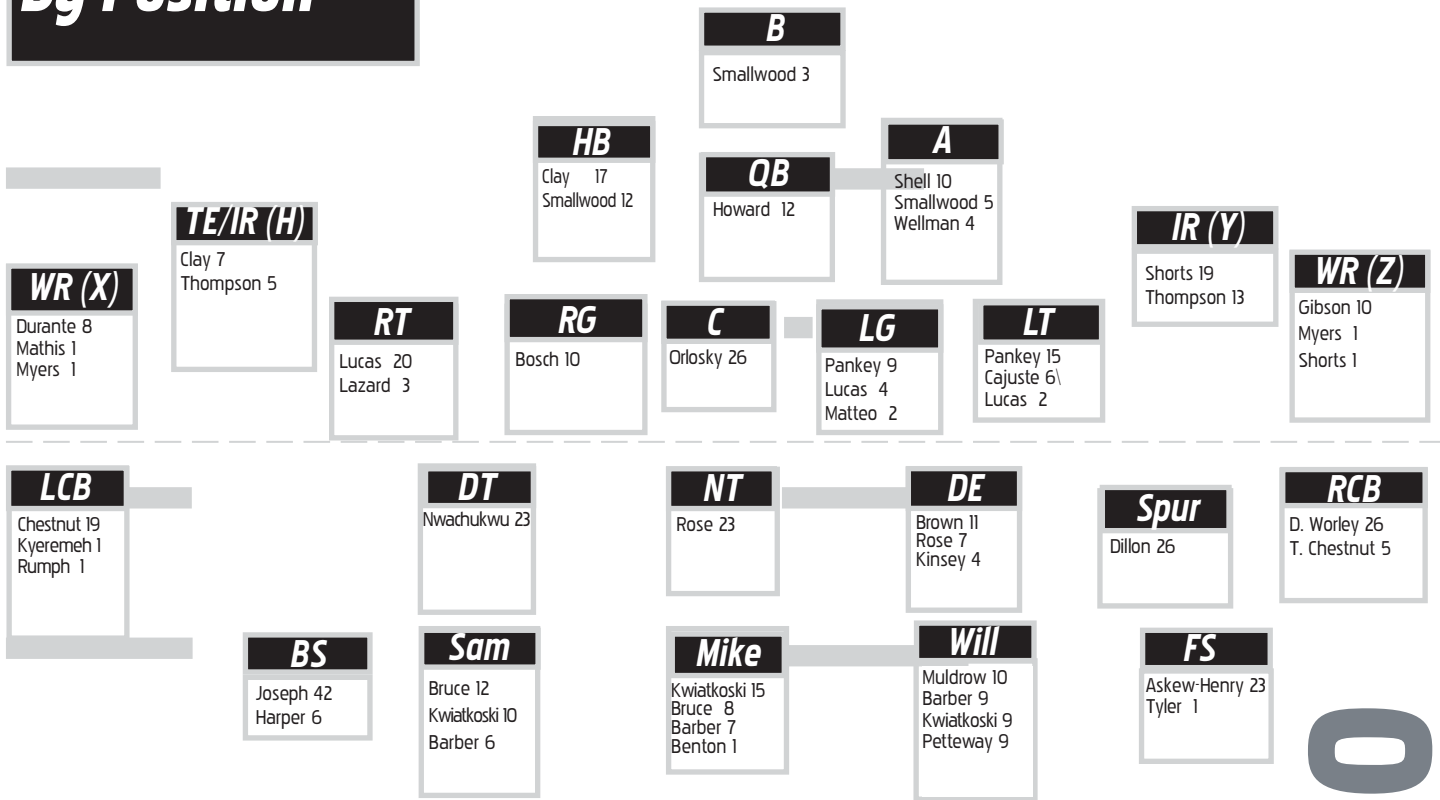 By Position
B
Smallwood 3
HB
Clay 17
Smallwood 12
QB
Howard 12
A
Shell 10
Smallwood 5
Wellman 4
TE/IR (H)
Clay 7
Thompson 5
IR (Y)
Shorts 19
Thompson 13
WR (X)
Durante 8
Mathis 1
Myers 1
RT
Lucas 20
Lazard 3
RG
Bosch 10
C
Orlosky 26
LG
Pankey 9
Lucas 4
Matteo 2
LT
Pankey 15
Cajuste 6\
Lucas 2
WR (Z)
Gibson 10
Myers 1
Shorts 1
LCB
Chestnut 19
Kyeremeh 1
Rumph 1
DT
Nwachukwu 23
NT
Rose 23
DE
Brown 11
Rose 7
Kinsey 4
Spur
Dillon 26
RCB
D. Worley 26
T. Chestnut 5
BS
Joseph 42
Harper 6
Sam
Bruce 12
Kwiatkoski 10
Barber 6
Mike
Kwiatkoski 15
Bruce 8
Barber 7
Benton 1
Will
Muldrow 10
Barber 9
Kwiatkoski 9
Petteway 9
FS
Askew-Henry 23
Tyler 1